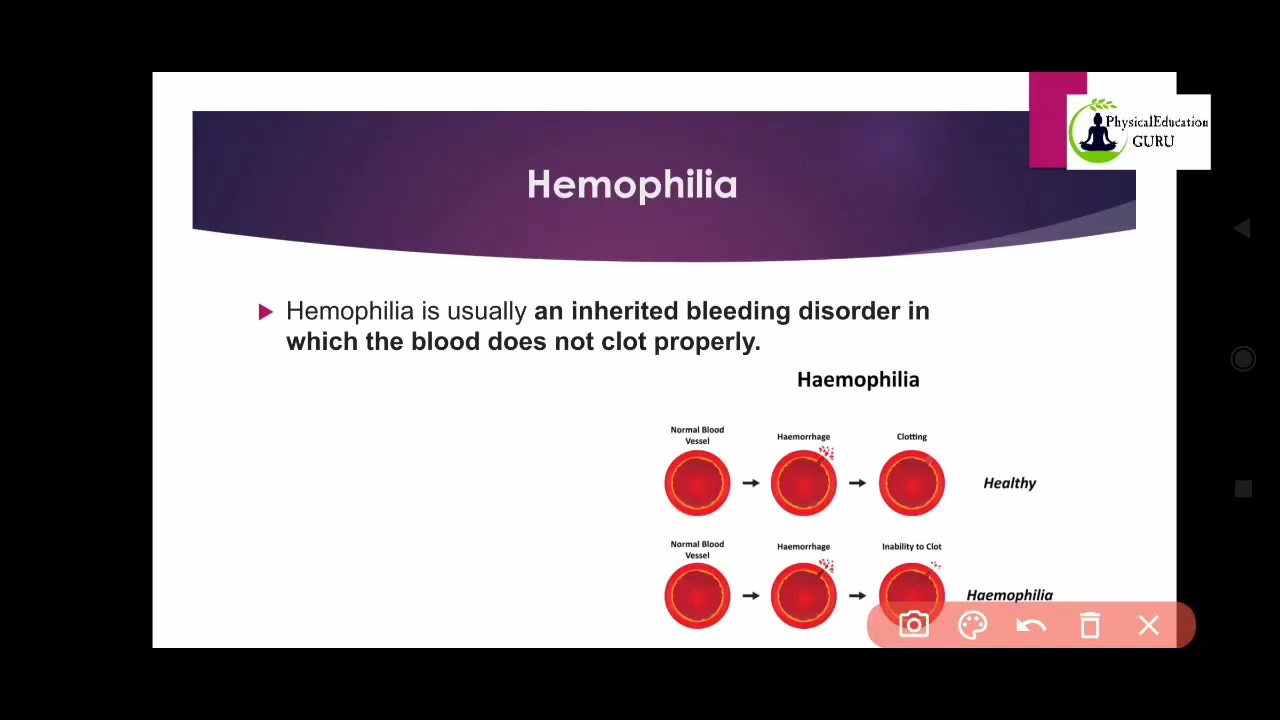 PhysicalEducation
GURU
Hemophilia
Hemophilia is usually an inherited bleeding disorder in
which the blood does not clot properly.
Haemophilia
Normal Blood
Vessel
Haemorrhage
Clotting
Healthy
Normal Blood
Vessel
Haemorrhage
Inability to Clot
Haemophilia